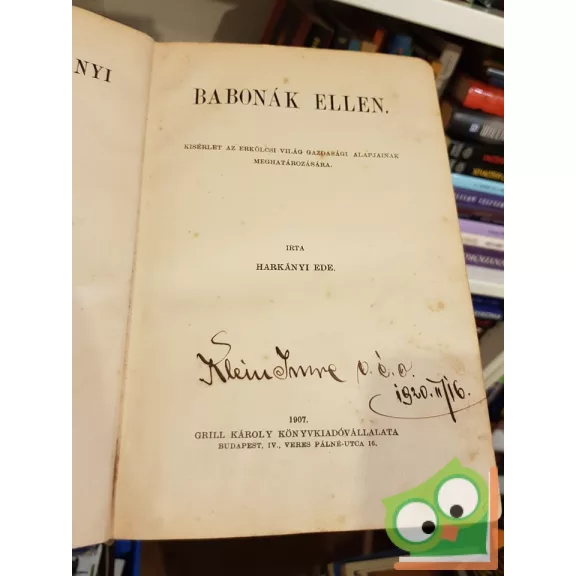 NYI
BABONÁK ELLEN.
KISÉRLET AZ ERKÖLCSI VILÁG GAZDASÁGI ALAPJAINAK
MEGHATÁROZÁSÁRA.
IRTA
HARKÁNYI EDE.
Klein Imre o. é. o.
1920. II/16.
1907.
GRILL KÁROLY KÖNYVKIADÓVÁLLALATA
BUDAPEST, IV., VERES PÁLNÉ-UTCA 16.